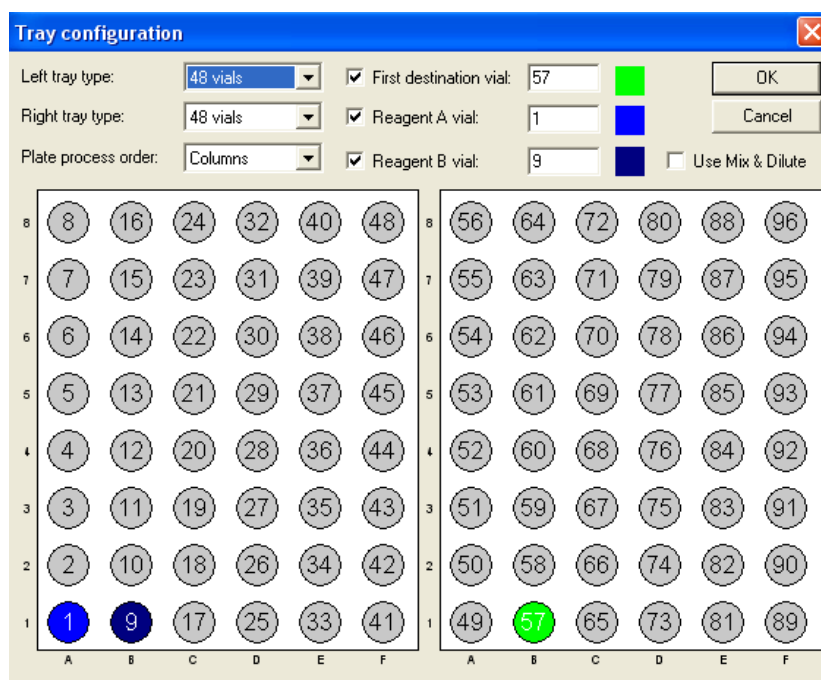 Tray configuration
Left tray type: 48 vials First destination vial: 57 OK
Right tray type: 48 vials Reagent A vial: 1 Cancel
Plate process order: Columns Reagent B vial: 9 Use Mix & Dilute
8 8 16 24 32 40 48 8 56 64 72 80 88 96
7 7 15 23 31 39 47 7 55 63 71 79 87 95
6 6 14 22 30 38 46 6 54 62 70 78 86 94
5 5 13 21 29 37 45 5 53 61 69 77 85 93
4 4 12 20 28 36 44 4 52 60 68 76 84 92
3 3 11 19 27 35 43 3 51 59 67 75 83 91
2 2 10 18 26 34 42 2 50 58 66 74 82 90
1 1 9 17 25 33 41 1 49 57 65 73 81 89
A B C D E F A B C D E F